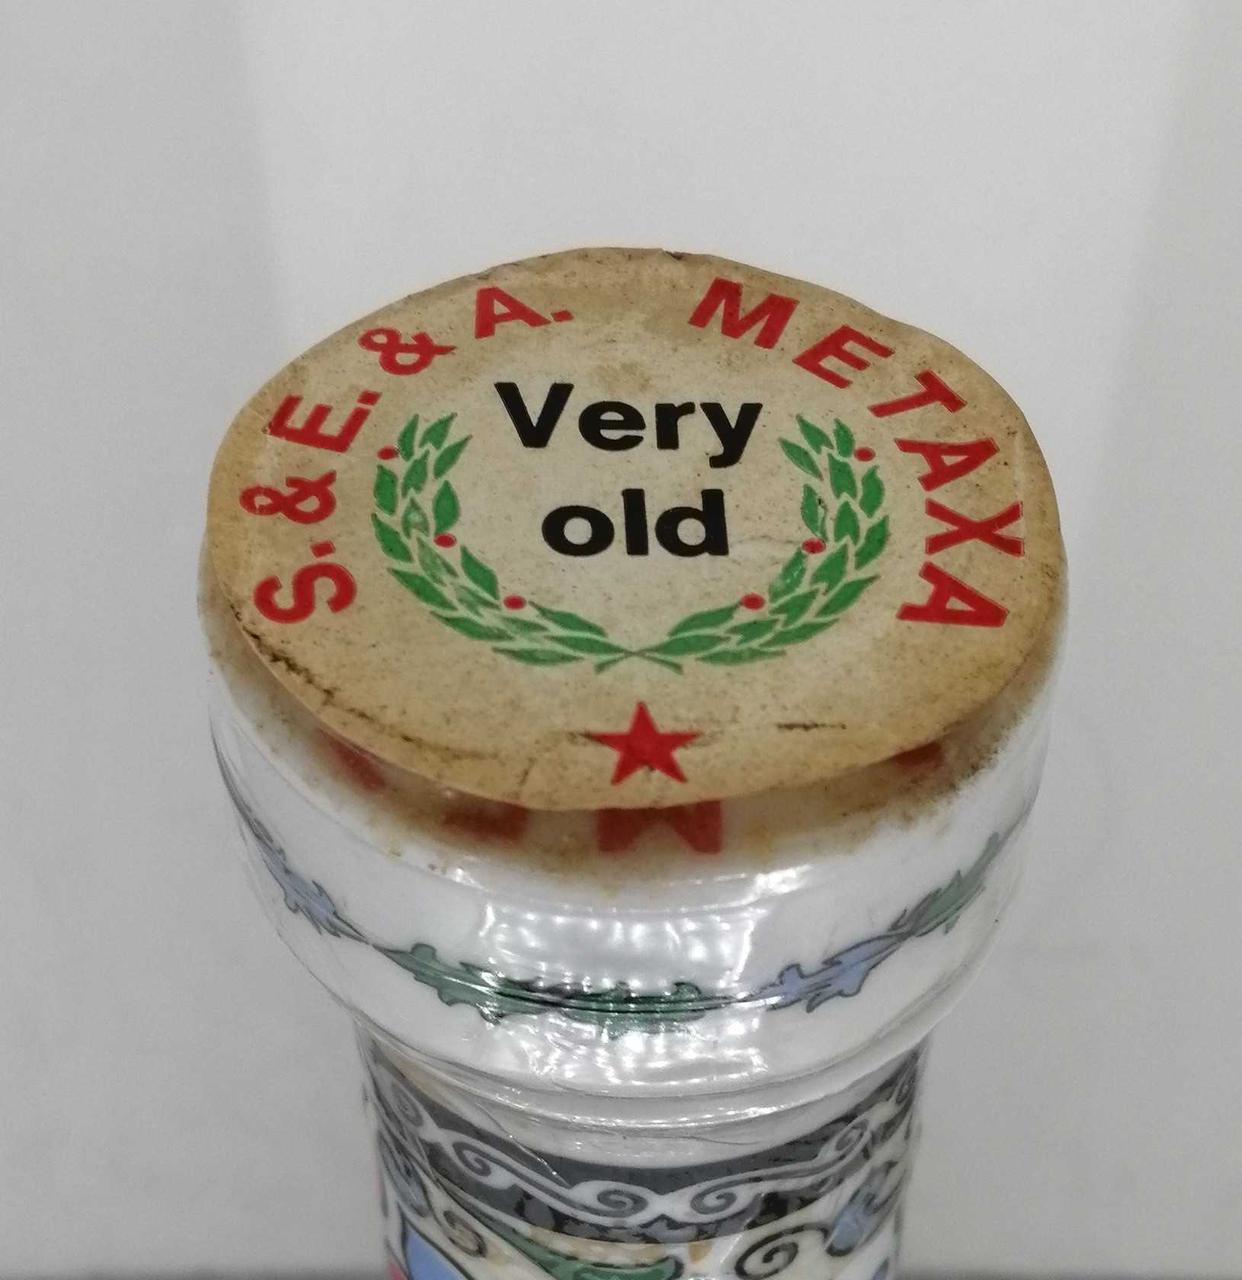 S. & E. & A. METAXA
Very
old